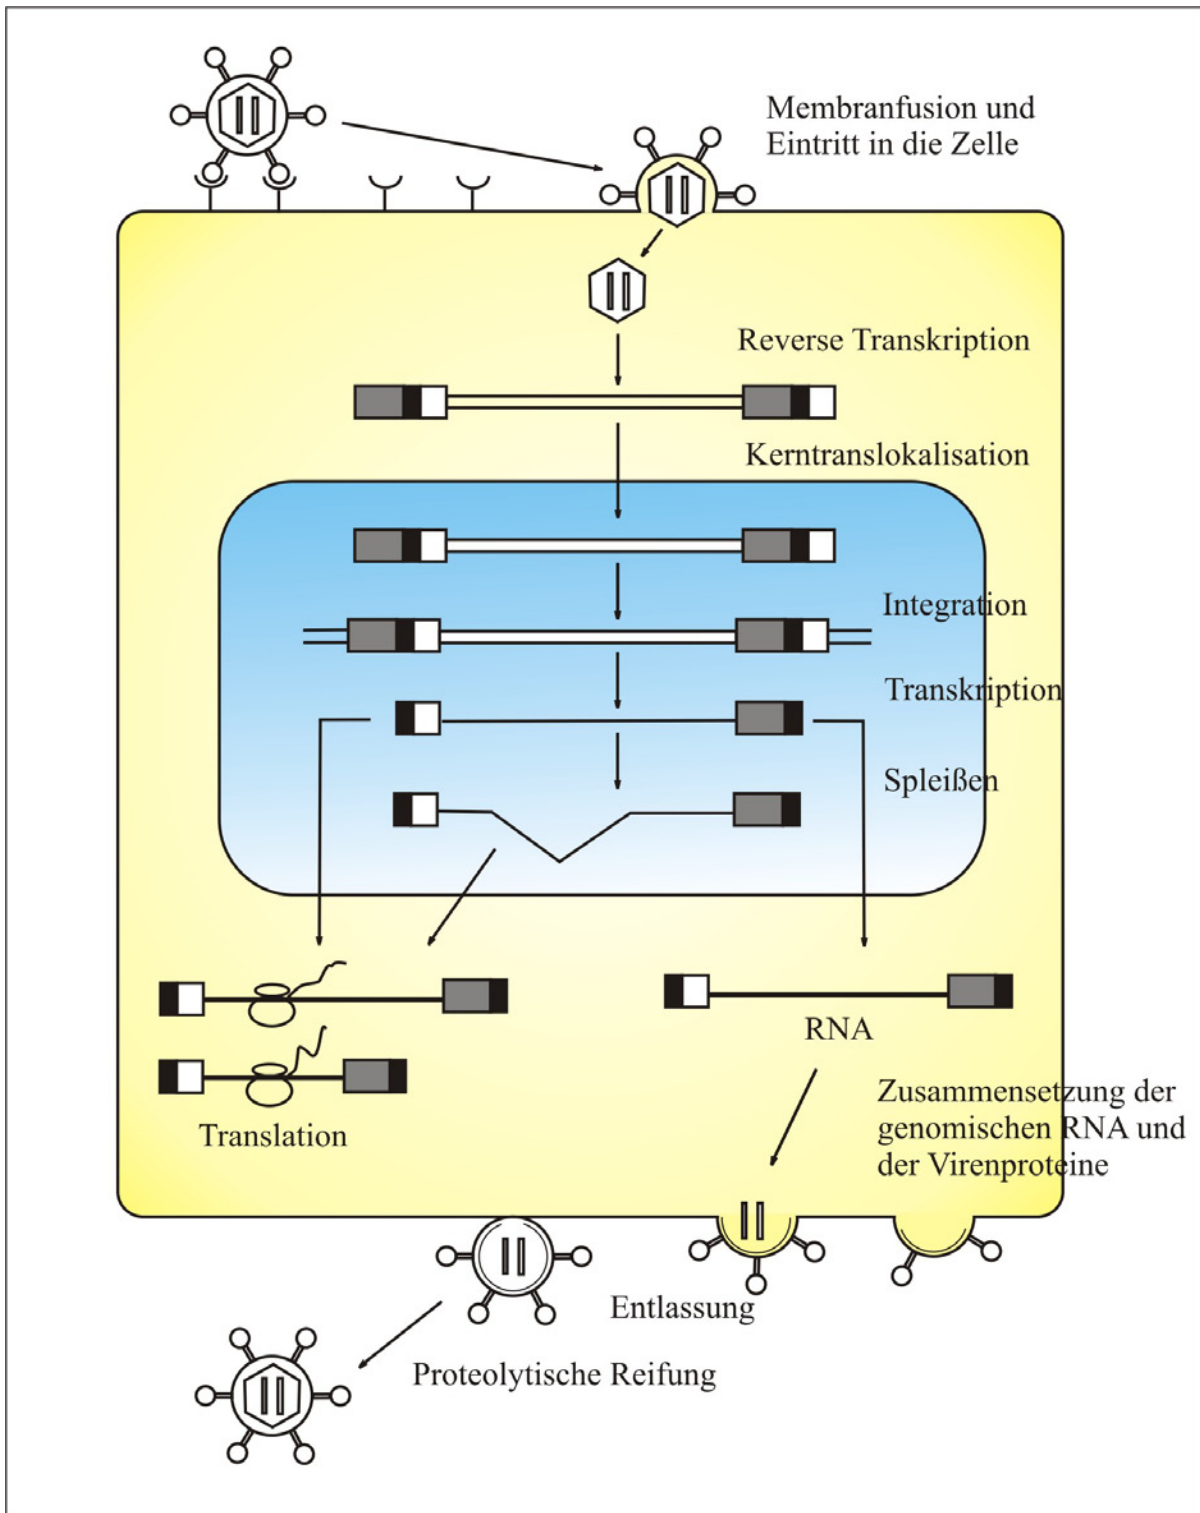 Membranfusion und
Eintritt in die Zelle
Reverse Transkription
Kerntranslokalisation
Integration
Transkription
Spleißen
RNA
Translation
Zusammensetzung der
genomischen RNA und
der Virenproteine
Entlassung
Proteolytische Reifung